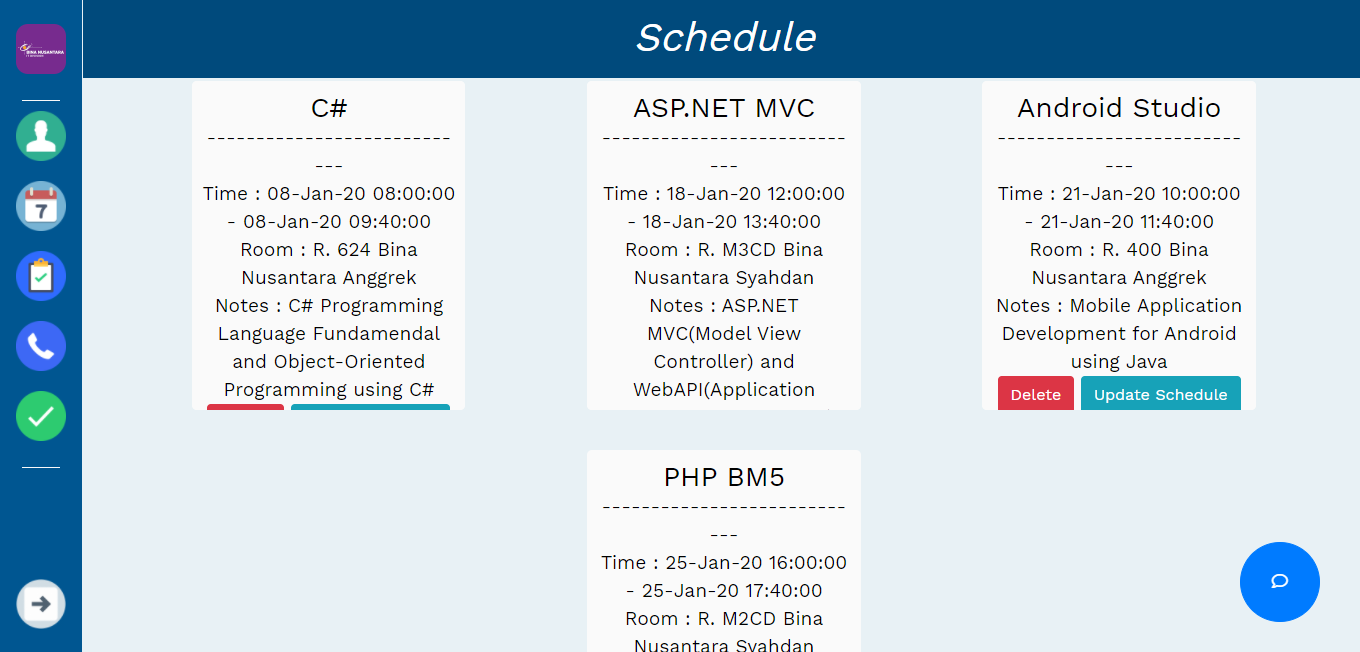 BINA NUSANTARA
Schedule
C#
-------------------------
---
Time : 08-Jan-20 08:00:00
- 08-Jan-20 09:40:00
Room : R. 624 Bina
Nusantara Anggrek
Notes : C# Programming
Language Fundamendal
and Object-Oriented
Programming using C#
ASP.NET MVC
-------------------------
---
Time : 18-Jan-20 12:00:00
- 18-Jan-20 13:40:00
Room : R. M3CD Bina
Nusantara Syahdan
Notes : ASP.NET
MVC(Model View
Controller) and
WebAPI(Application
Android Studio
-------------------------
---
Time : 21-Jan-20 10:00:00
- 21-Jan-20 11:40:00
Room : R. 400 Bina
Nusantara Anggrek
Notes : Mobile Application
Development for Android
using Java
Delete Update Schedule
PHP BM5
-------------------------
---
Time : 25-Jan-20 16:00:00
- 25-Jan-20 17:40:00
Room : R. M2CD Bina
Nusantara Syahdan
7